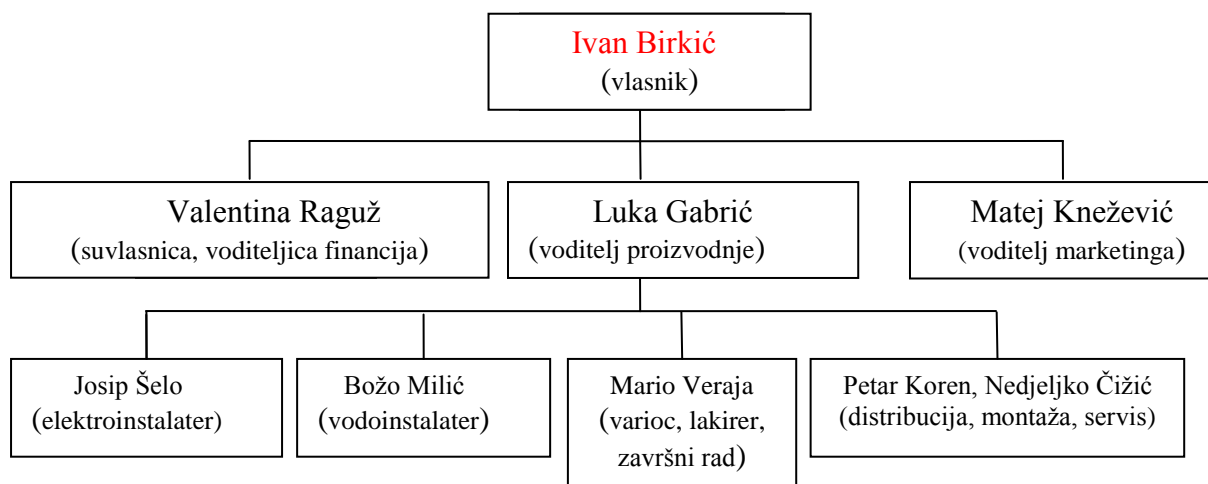 Ivan Birkić
(vlasnik)
Valentina Raguž
(suvlasnica, voditeljica financija)
Luka Gabrić
(voditelj proizvodnje)
Matej Knežević
(voditelj marketinga)
Josip Šelo
(elektroinstalater)
Božo Milić
(vodoinstalater)
Mario Veraja
(varioc, lakirer,
završni rad)
Petar Koren, Nedjeljko Čižić
(distribucija, montaža, servis)